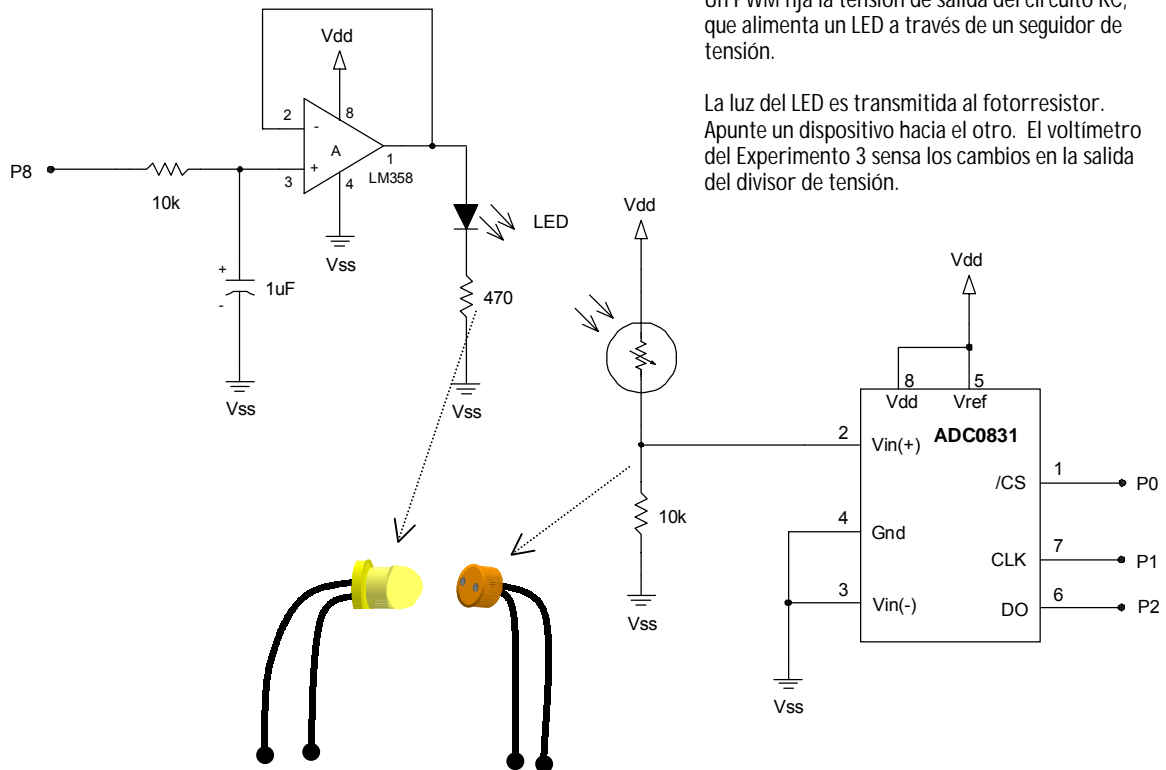 Un PWM fija la tensión de salida del circuito RC,
que alimenta un LED a través de un seguidor de
tensión.
La luz del LED es transmitida al fotorresistor.
Apunte un dispositivo hacia el otro. El voltímetro
del Experimento 3 sensa los cambios en la salida
del divisor de tensión.
Vdd
2
-
8
A
1
LM358
+
3
4
Vss
P8
10k
+
1uF
-
Vss
LED
470
Vss
Vdd
10k
Vss
Vdd
8
5
Vdd
Vref
ADC0831
2
Vin(+)
/CS
1
P0
4
Gnd
CLK
7
P1
3
Vin(-)
DO
6
P2
Vss